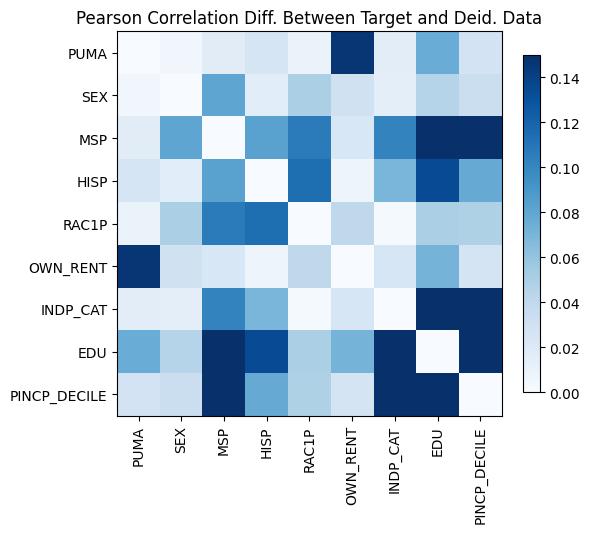 Pearson Correlation Diff. Between Target and Deid. Data
PUMA
SEX
MSP
HISP
RAC1P
OWN_RENT
INDP_CAT
EDU
PINCP_DECILE
PUMA
SEX
MSP
HISP
RAC1P
OWN_RENT
INDP_CAT
EDU
PINCP_DECILE
0.14
0.12
0.10
0.08
0.06
0.04
0.02
0.00